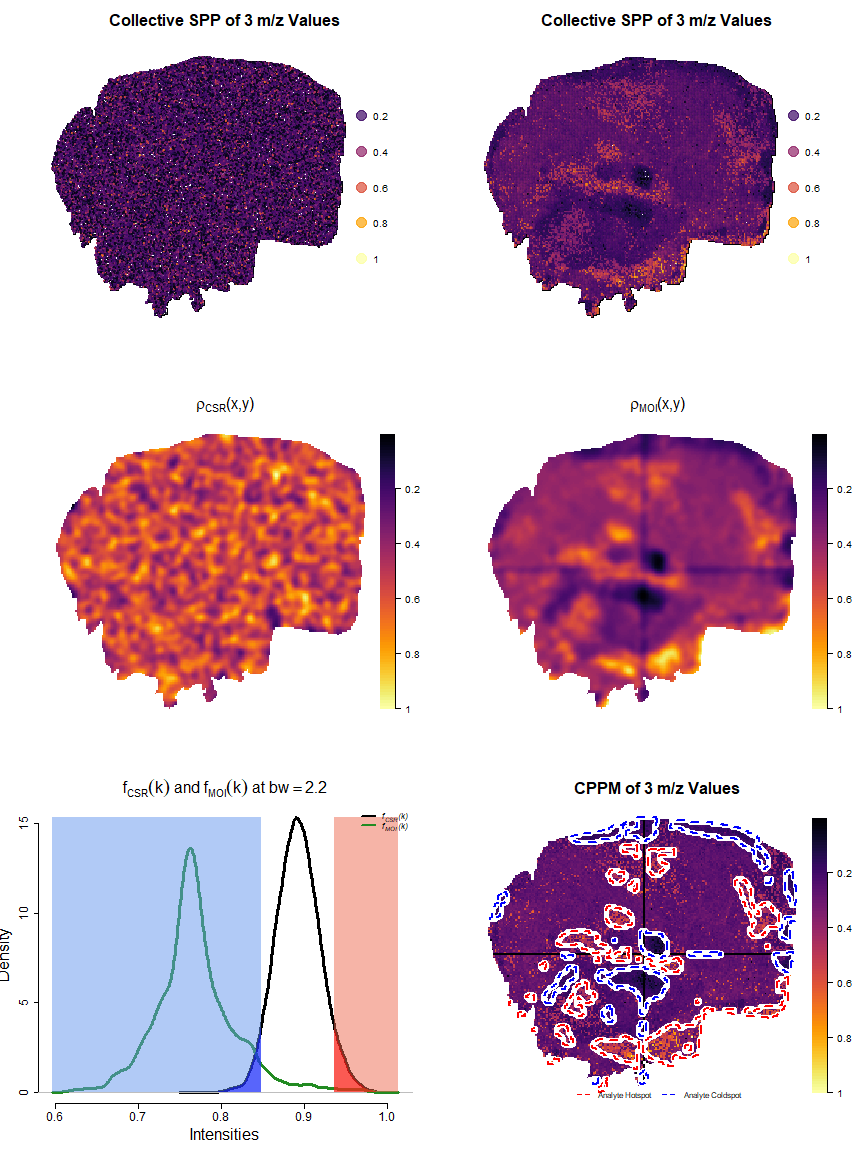 Collective SPP of 3 m/z Values
Collective SPP of 3 m/z Values
0.2
0.4
0.6
0.8
1
0.2
0.4
0.6
0.8
1
ρCSR(x,y)
ρMOI(x,y)
0.2
0.4
0.6
0.8
1
0.2
0.4
0.6
0.8
1
fCSR(k) and fMOI(k) at bw = 2.2
CPPM of 3 m/z Values
fCSR(k)
fMOI(k)
Density
15
10
5
0
0.6 0.7 0.8 0.9 1.0
Intensities
0.2
0.4
0.6
0.8
1
Analyte Hotspot Analyte Coldspot